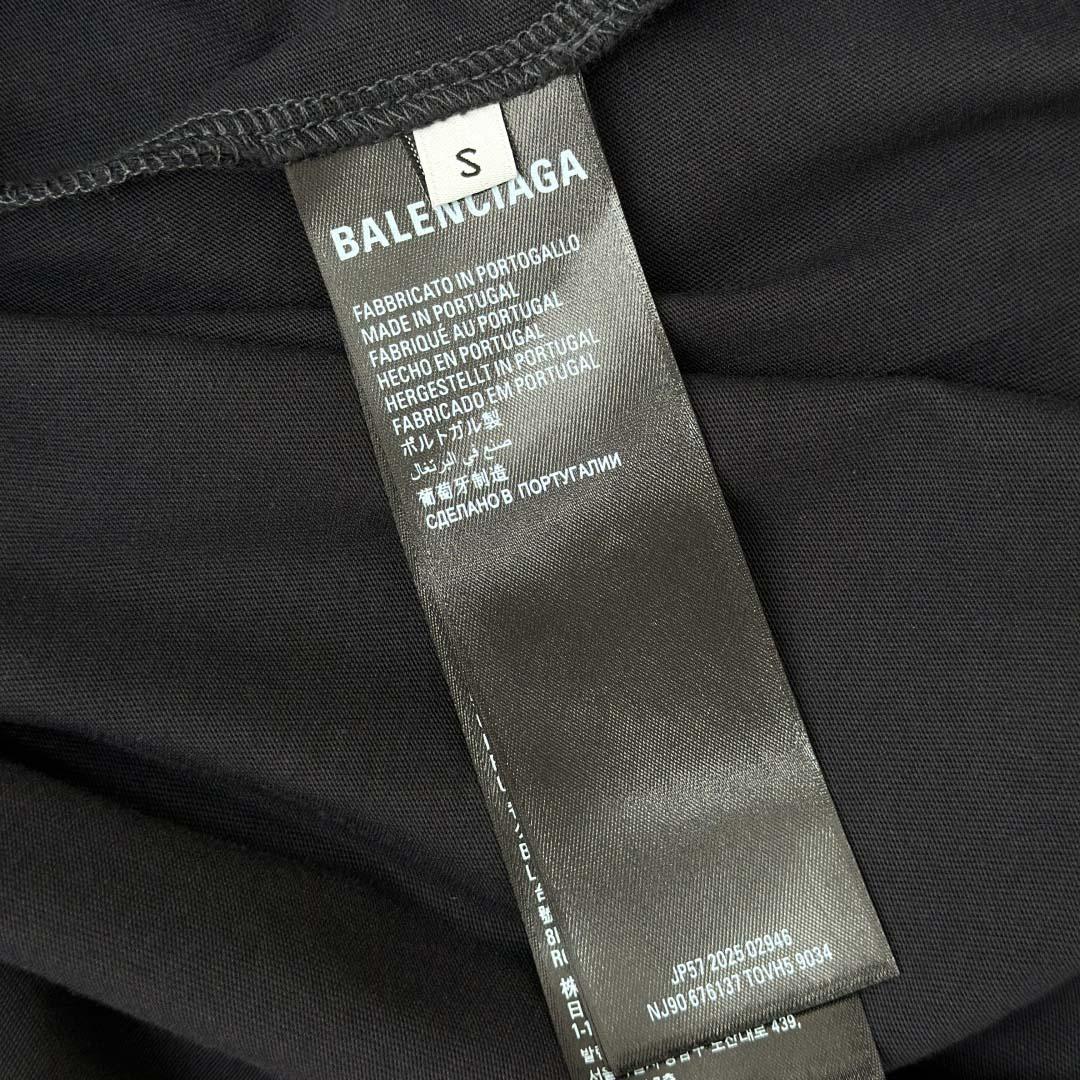 S
BALENCIAGA
FABBRICATO IN PORTOGALLO
MADE IN PORTUGAL
FABRIQUÉ AU PORTUGAL
HECHO EN PORTUGAL
HERGESTELLT IN PORTUGAL
FABRICADO EM PORTUGAL
ポルトガル製
صنع في البرتغال
葡萄牙制造
СДЕЛАНО В ПОРТУГАЛИИ
JP57 2025 02946
NJ90 676137 TOVH5 9034
439,